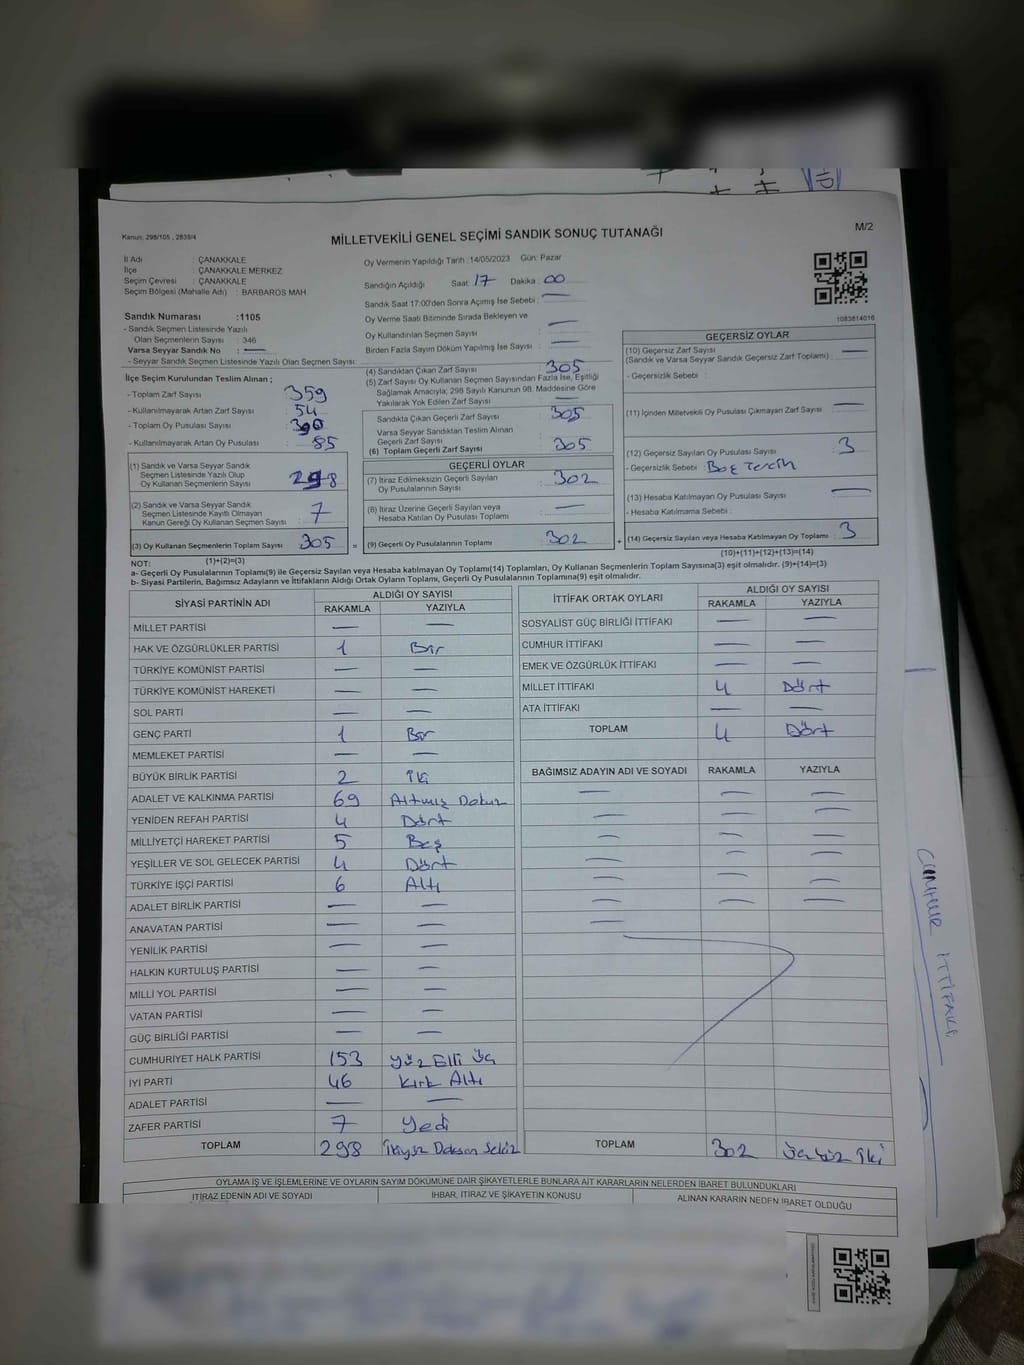 Kanun: 298/105 , 2839/4
MİLLETVEKİLİ GENEL SEÇİMİ SANDIK SONUÇ TUTANAĞI
M/2
İl Adı : ÇANAKKALE
İlçe : ÇANAKKALE MERKEZ
Seçim Çevresi : ÇANAKKALE
Seçim Bölgesi (Mahalle Adı) : BARBAROS MAH.
Oy Vermenin Yapıldığı Tarih :14/05/2023 Gün: Pazar
Sandığın Açıldığı Saat : 17 Dakika : 00
Sandık Saat 17:00'den Sonra Açımış İse Sebebi : —
Oy Verme Saati Bitiminde Sırada Bekleyen ve
Oy Kullandırılan Seçmen Sayısı : —
Birden Fazla Sayım Döküm Yapılmış İse Sayısı : —
1083814016
Sandık Numarası :1105
- Sandık Seçmen Listesinde Yazılı
Olan Seçmenlerin Sayısı : 346
Varsa Seyyar Sandık No : —
- Seyyar Sandık Seçmen Listesinde Yazılı Olan Seçmen Sayısı:
İlçe Seçim Kurulundan Teslim Alınan ;
- Toplam Zarf Sayısı : 359
- Kullanılmayarak Artan Zarf Sayısı : 54
- Toplam Oy Pusulası Sayısı : 390
- Kullanılmayarak Artan Oy Pusulası : 85
(1) Sandık ve Varsa Seyyar Sandık
Seçmen Listesinde Yazılı Olup
Oy Kullanan Seçmenlerin Sayısı : 298
(2) Sandık ve Varsa Seyyar Sandık
Seçmen Listesinde Kayıtlı Olmayan
Kanun Gereği Oy Kullanan Seçmen Sayısı : 7
(3) Oy Kullanan Seçmenlerin Toplam Sayısı : 305
(1)+(2)=(3)
(4) Sandıktan Çıkan Zarf Sayısı : 305
(5) Zarf Sayısı Oy Kullanan Seçmen Sayısından Fazla İse, Eşitliği
Sağlamak Amacıyla; 298 Sayılı Kanunun 98. Maddesine Göre
Yakılarak Yok Edilen Zarf Sayısı : —
Sandıkta Çıkan Geçerli Zarf Sayısı : 305
Varsa Seyyar Sandıktan Teslim Alınan
Geçerli Zarf Sayısı : —
(6) Toplam Geçerli Zarf Sayısı : 305
GEÇERLİ OYLAR
(7) İtiraz Edilmeksizin Geçerli Sayılan
Oy Pusulalarının Sayısı : 302
(8) İtiraz Üzerine Geçerli Sayılan veya
Hesaba Katılan Oy Pusulası Toplamı : —
= (9) Geçerli Oy Pusulalarının Toplamı : 302
GEÇERSİZ OYLAR
(10) Geçersiz Zarf Sayısı
(Sandık ve Varsa Seyyar Sandık Geçersiz Zarf Toplamı) : —
- Geçersizlik Sebebi :
(11) İçinden Milletvekili Oy Pusulası Çıkmayan Zarf Sayısı : —
(12) Geçersiz Sayılan Oy Pusulası Sayısı : 3
- Geçersizlik Sebebi : Boş Tercih
(13) Hesaba Katılmayan Oy Pusulası Sayısı : —
- Hesaba Katılmama Sebebi :
+ (14) Geçersiz Sayılan veya Hesaba Katılmayan Oy Toplamı : 3
(10)+(11)+(12)+(13)=(14)
NOT:
a- Geçerli Oy Pusulalarının Toplamı(9) ile Geçersiz Sayılan veya Hesaba katılmayan Oy Toplamı(14) Toplamları, Oy Kullanan Seçmenlerin Toplam Sayısına(3) eşit olmalıdır. (9)+(14)=(3)
b- Siyasi Partilerin, Bağımsız Adayların ve İttifakların Aldığı Ortak Oyların Toplamı, Geçerli Oy Pusulalarının Toplamına(9) eşit olmalıdır.
SİYASİ PARTİNİN ADI ALDIĞI OY SAYISI
RAKAMLA YAZIYLA
MİLLET PARTİSİ — —
HAK VE ÖZGÜRLÜKLER PARTİSİ 1 Bir
TÜRKİYE KOMÜNİST PARTİSİ — —
TÜRKİYE KOMÜNİST HAREKETİ — —
SOL PARTİ — —
GENÇ PARTİ 1 Bir
MEMLEKET PARTİSİ — —
BÜYÜK BİRLİK PARTİSİ 2 İki
ADALET VE KALKINMA PARTİSİ 69 Altmış Dokuz
YENİDEN REFAH PARTİSİ 4 Dört
MİLLİYETÇİ HAREKET PARTİSİ 5 Beş
YEŞİLLER VE SOL GELECEK PARTİSİ 4 Dört
TÜRKİYE İŞÇİ PARTİSİ 6 Altı
ADALET BİRLİK PARTİSİ — —
ANAVATAN PARTİSİ — —
YENİLİK PARTİSİ — —
HALKIN KURTULUŞ PARTİSİ — —
MİLLİ YOL PARTİSİ — —
VATAN PARTİSİ — —
GÜÇ BİRLİĞİ PARTİSİ — —
CUMHURİYET HALK PARTİSİ 153 Yüz Elli Üç
İYİ PARTİ 46 Kırk Altı
ADALET PARTİSİ — —
ZAFER PARTİSİ 7 Yedi
TOPLAM 298 İkiyüz Doksan Sekiz
İTTİFAK ORTAK OYLARI ALDIĞI OY SAYISI
RAKAMLA YAZIYLA
SOSYALİST GÜÇ BİRLİĞİ İTTİFAKI — —
CUMHUR İTTİFAKI — —
EMEK VE ÖZGÜRLÜK İTTİFAKI — —
MİLLET İTTİFAKI 4 Dört
ATA İTTİFAKI — —
TOPLAM 4 Dört
BAĞIMSIZ ADAYIN ADI VE SOYADI RAKAMLA YAZIYLA
TOPLAM 302 Üç Yüz İki
OYLAMA İŞ VE İŞLEMLERİNE VE OYLARIN SAYIM DÖKÜMÜNE DAİR ŞİKAYETLERLE BUNLARA AİT KARARLARIN NELERDEN İBARET BULUNDUKLARI
İTİRAZ EDENİN ADI VE SOYADI İHBAR, İTİRAZ VE ŞİKAYETİN KONUSU ALINAN KARARIN NEDEN İBARET OLDUĞU
CUMHUR İTTİFAKI